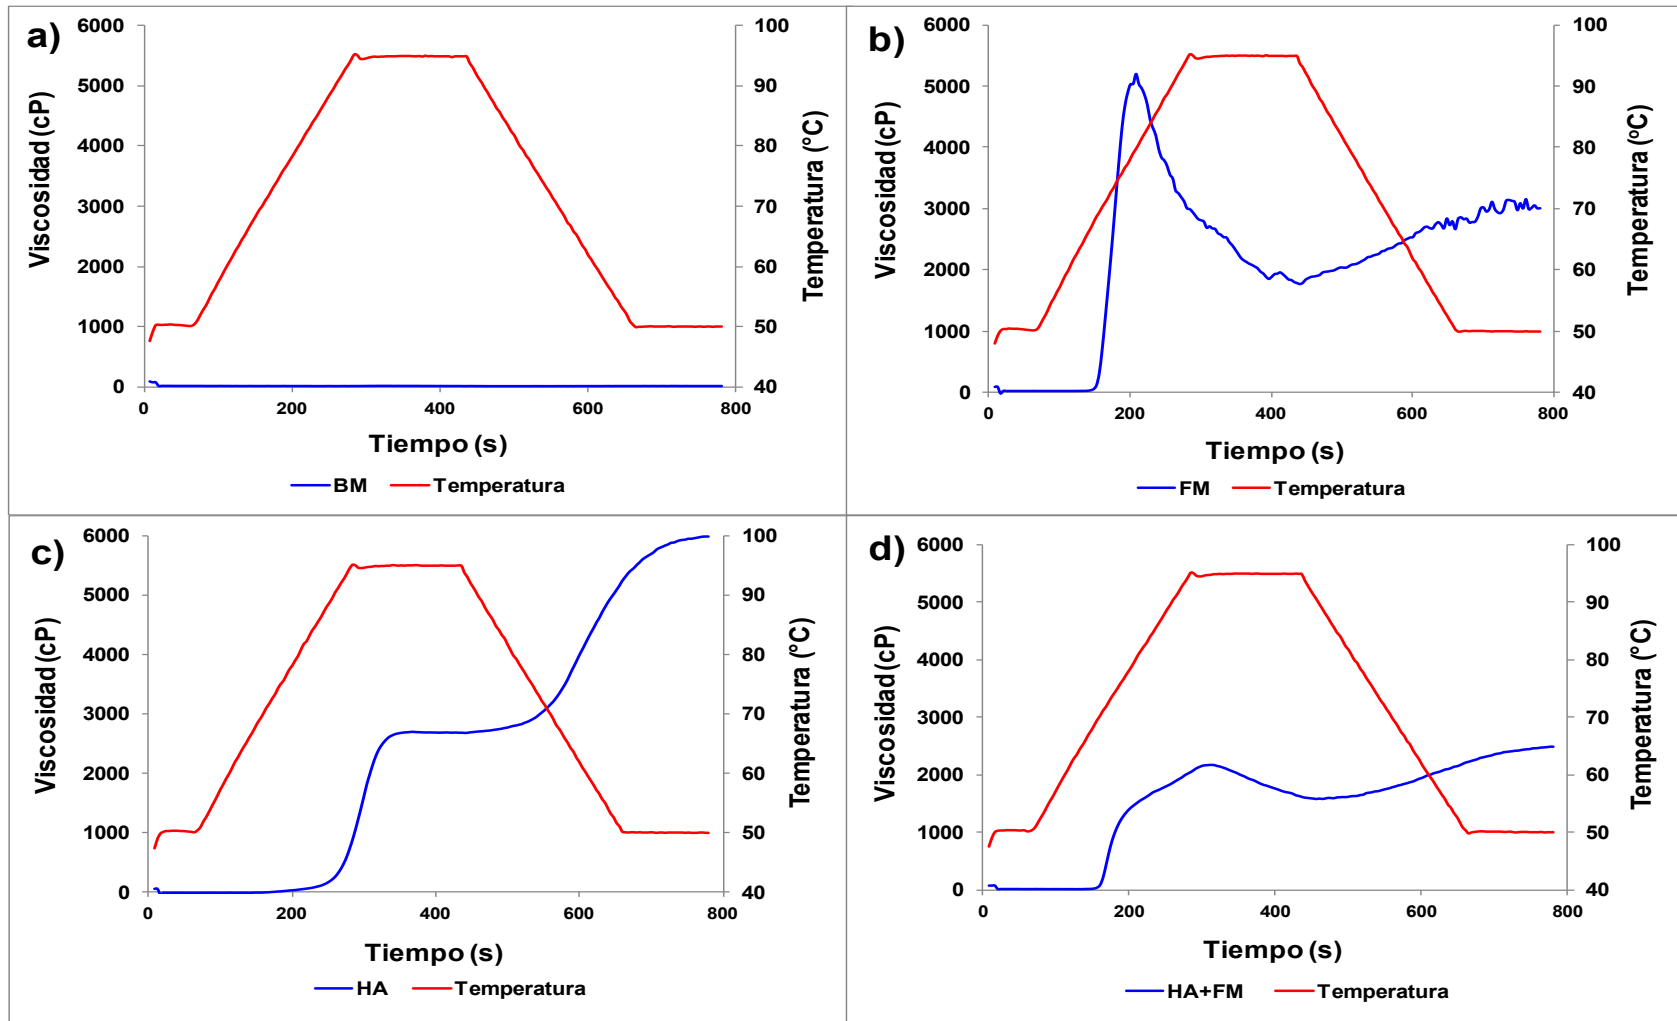 a)
6000
5000
4000
3000
2000
1000
0
Viscosidad (cP)
100
90
80
70
60
50
40
Temperatura (°C)
0 200 400 600 800
Tiempo (s)
BM Temperatura
b)
6000
5000
4000
3000
2000
1000
0
Viscosidad (cP)
100
90
80
70
60
50
40
Temperatura (ºC)
0 200 400 600 800
Tiempo (s)
FM Temperatura
c)
6000
5000
4000
3000
2000
1000
0
Viscosidad (cP)
100
90
80
70
60
50
40
Temperatura (°C)
0 200 400 600 800
Tiempo (s)
HA Temperatura
d)
6000
5000
4000
3000
2000
1000
0
Viscosidad (cP)
100
90
80
70
60
50
40
Temperatura (°C)
0 200 400 600 800
Tiempo (s)
HA+FM Temperatura